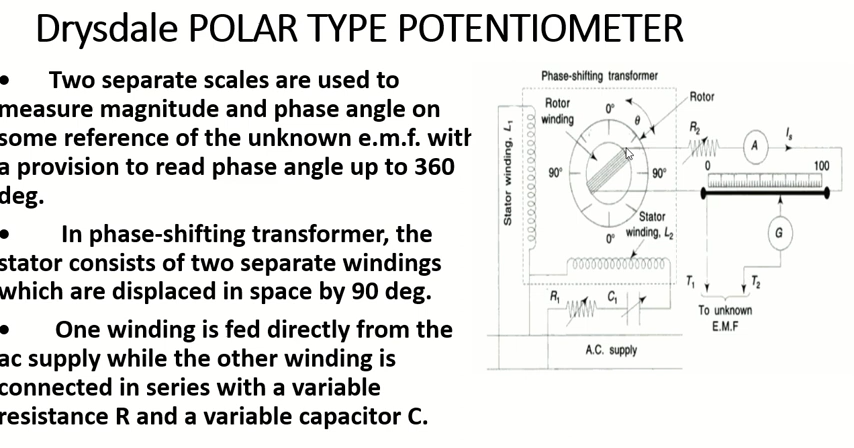 Drysdale POLAR TYPE POTENTIOMETER
• Two separate scales are used to
measure magnitude and phase angle on
some reference of the unknown e.m.f. with
a provision to read phase angle up to 360
deg.
• In phase-shifting transformer, the
stator consists of two separate windings
which are displaced in space by 90 deg.
• One winding is fed directly from the
ac supply while the other winding is
connected in series with a variable
resistance R and a variable capacitor C.
Phase-shifting transformer
Rotor
winding
0°
θ
Rotor
Stator winding, L₁
90°
90°
0°
Stator
winding, L₂
R₂
A
Iₛ
0
100
G
R₁
C₁
T₁
T₂
To unknown
E.M.F
A.C. supply